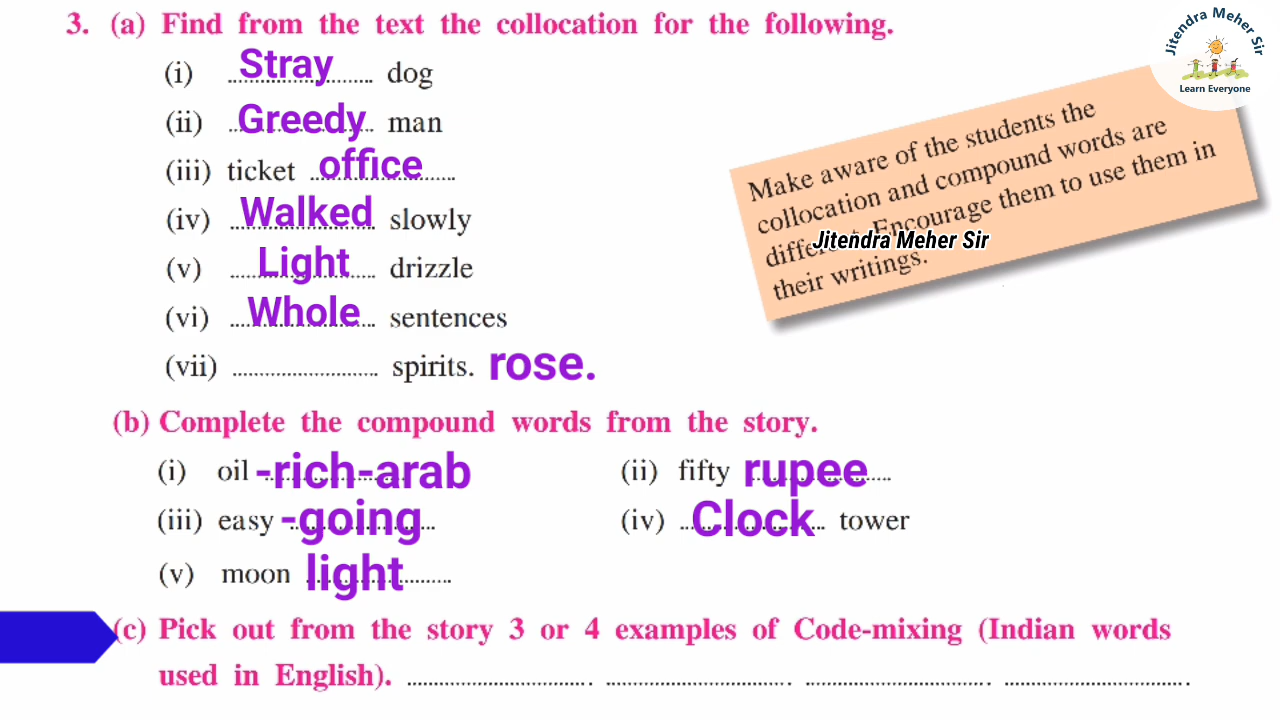 3. (a) Find from the text the collocation for the following.
(i) Stray dog
(ii) Greedy man
(iii) ticket office
(iv) Walked slowly
(v) Light drizzle
(vi) Whole sentences
(vii) .............................. spirits. rose.
(b) Complete the compound words from the story.
(i) oil -rich-arab (ii) fifty rupee
(iii) easy -going (iv) Clock tower
(v) moon light
(c) Pick out from the story 3 or 4 examples of Code-mixing (Indian words
used in English). .................................. . .................................. . .................................. . .................................. .
Jitendra Meher Sir
Learn Everyone
Make aware of the students the
collocation and compound words are
different. Encourage them to use them in
their writings.
Jitendra Meher Sir